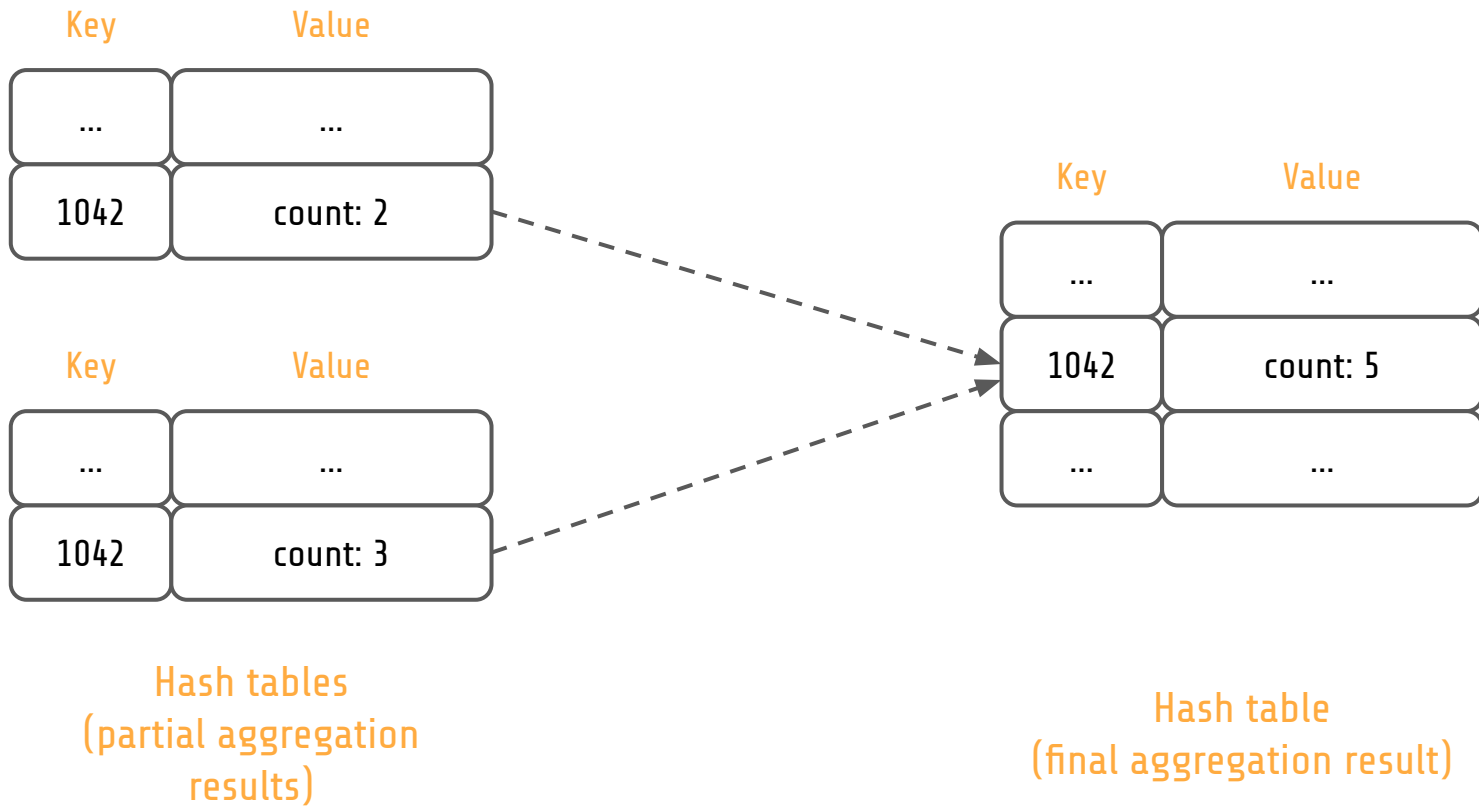 Key Value
... ...
1042 count: 2
Key Value
... ...
1042 count: 3
Hash tables
(partial aggregation
results)
Key Value
... ...
1042 count: 5
... ...
Hash table
(final aggregation result)